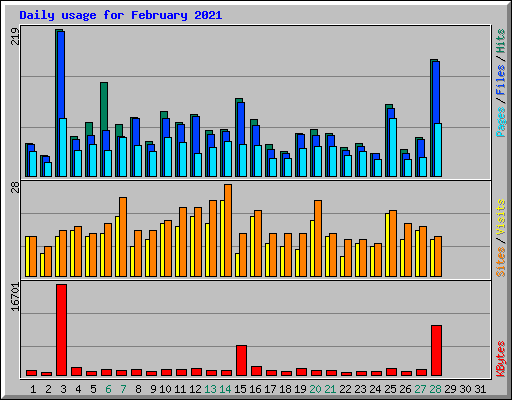 Daily usage for February 2021
219
Pages / Files / Hits
28
Sites / Visits
16701
KBytes
1 2 3 4 5 6 7 8 9 10 11 12 13 14 15 16 17 18 19 20 21 22 23 24 25 26 27 28 29 30 31